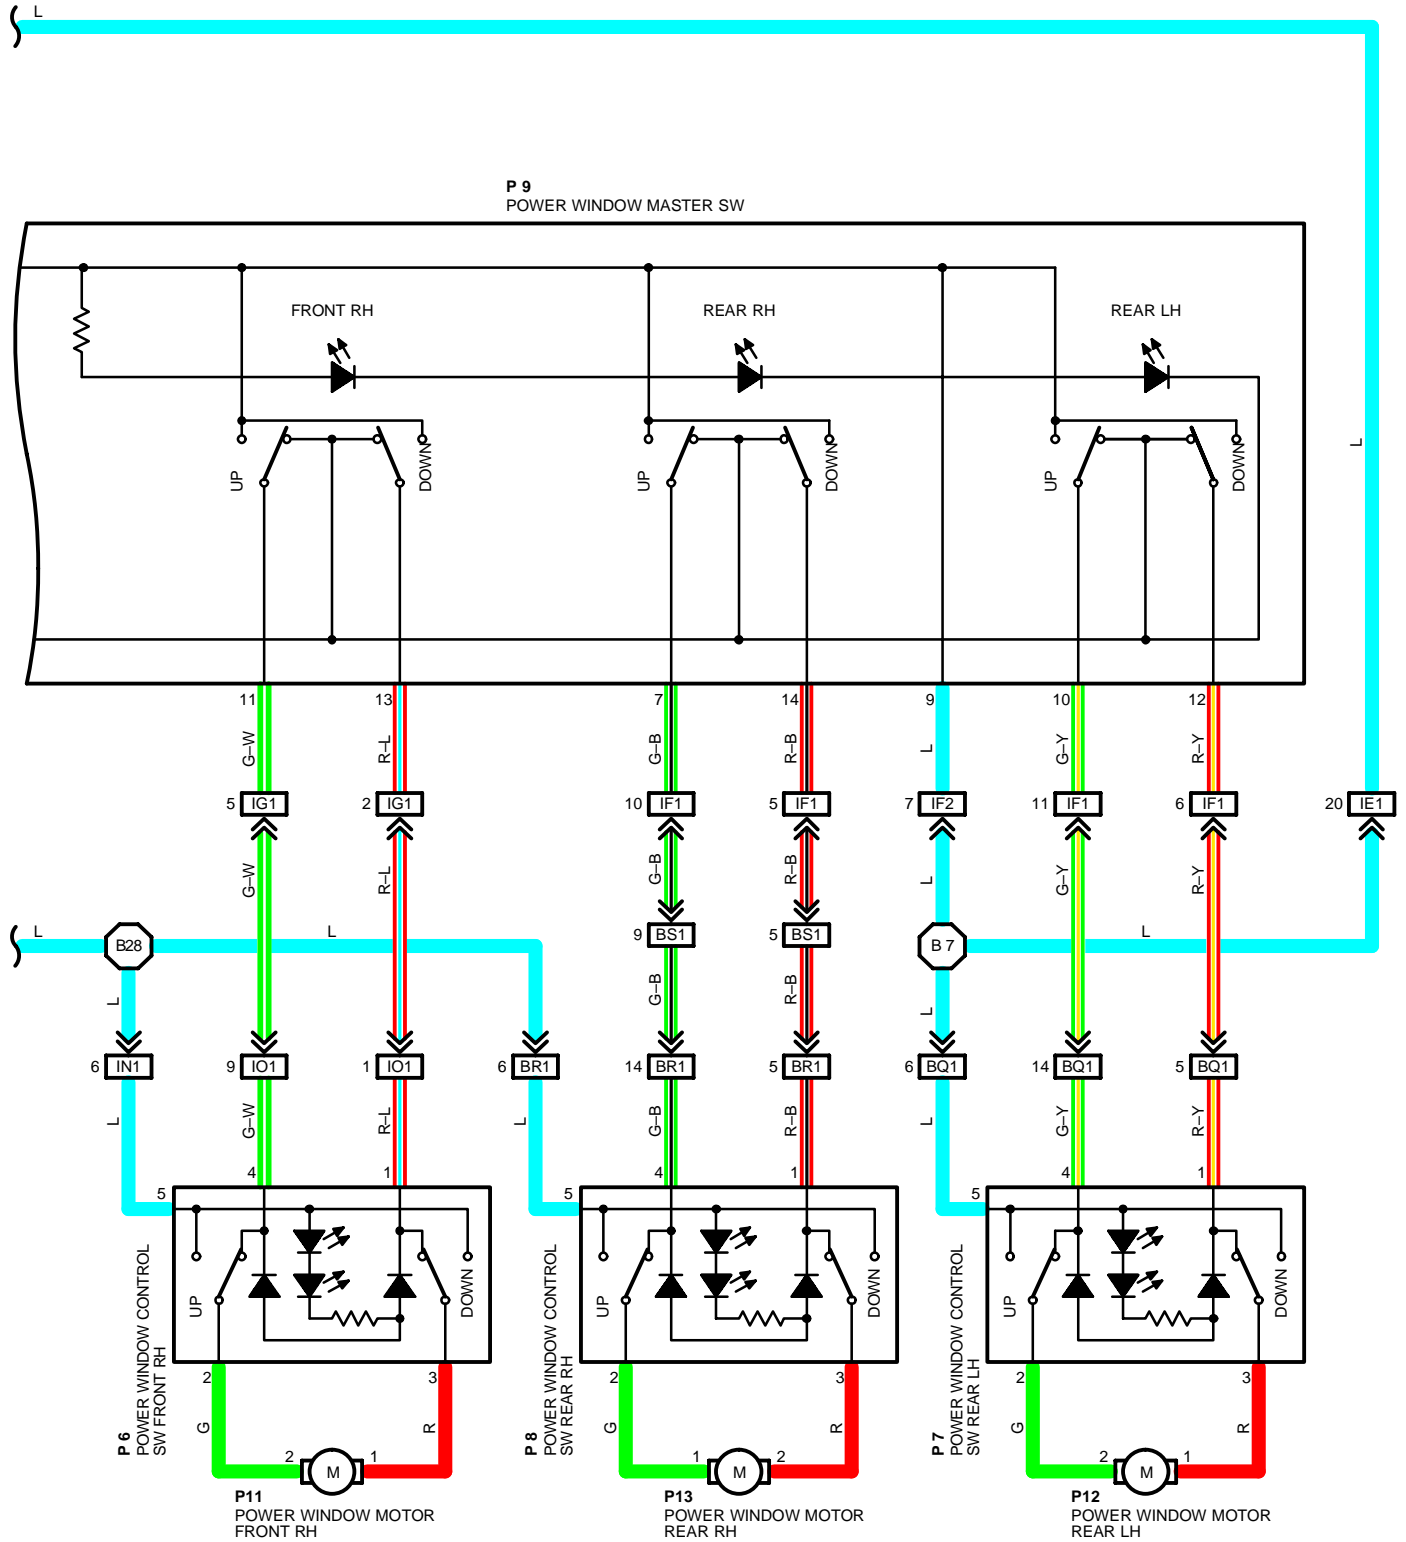 L
P 9
POWER WINDOW MASTER SW
FRONT RH
REAR RH
REAR LH
L
UP
DOWN
UP
DOWN
UP
DOWN
11
13
7
14
9
10
12
G–W
R–L
G–B
R–B
L
G–Y
R–Y
5 IG1
2 IG1
10 IF1
5 IF1
7 IF2
11 IF1
6 IF1
20 IE1
G–W
R–L
G–B
R–B
L
G–Y
R–Y
L
B28
L
9 BS1
5 BS1
B 7
L
L
G–B
R–B
L
6 IN1
9 IO1
1 IO1
6 BR1
14 BR1
5 BR1
6 BQ1
14 BQ1
5 BQ1
L
G–W
R–L
L
G–B
R–B
L
G–Y
R–Y
5
4
1
5
4
1
5
4
1
UP
DOWN
UP
DOWN
UP
DOWN
P 6
POWER WINDOW CONTROL
SW FRONT RH
P 8
POWER WINDOW CONTROL
SW REAR RH
P 7
POWER WINDOW CONTROL
SW REAR LH
2
3
2
3
2
3
G
R
G
R
G
R
2
M
1
1
M
2
2
M
1
P11
POWER WINDOW MOTOR
FRONT RH
P13
POWER WINDOW MOTOR
REAR RH
P12
POWER WINDOW MOTOR
REAR LH